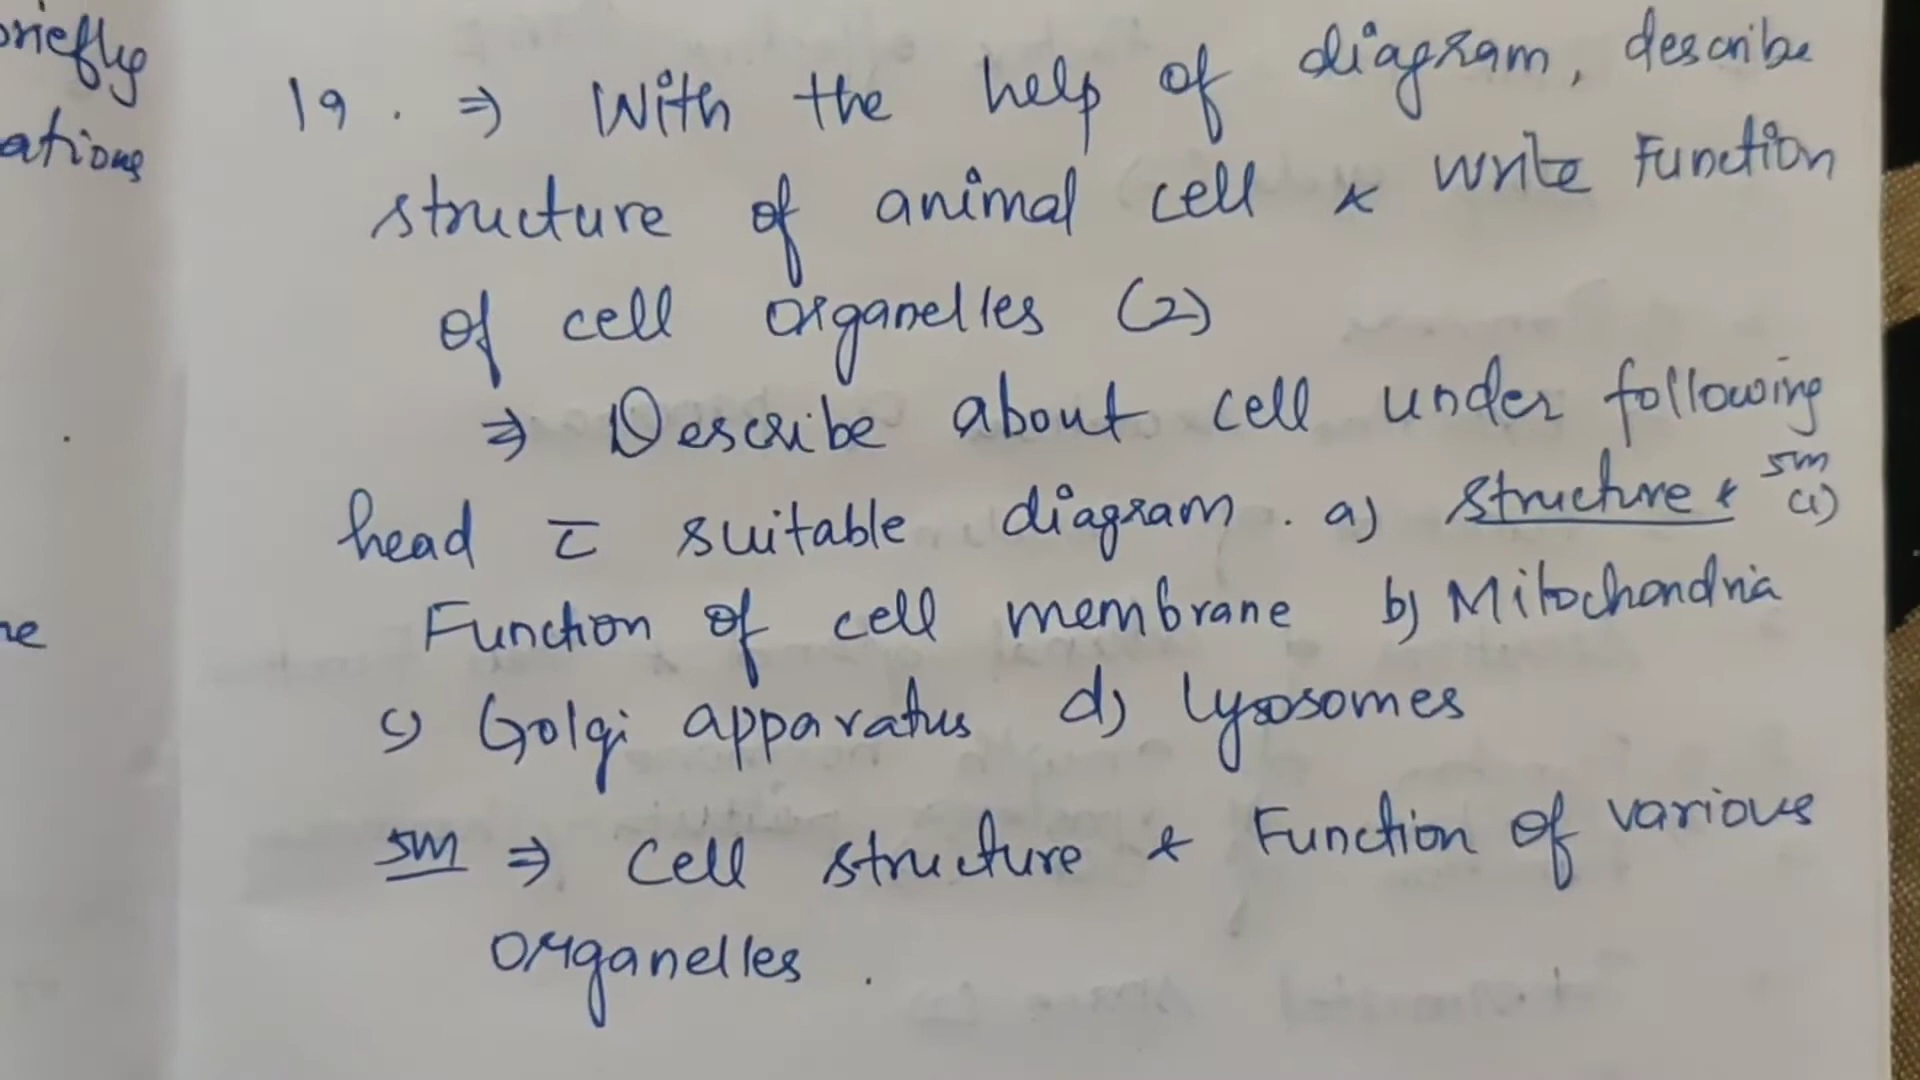 briefly
ations
ne
19. ⇒ With the help of diagram, describe
structure of animal cell & write Function
of cell organelles (2)
⇒ Describe about cell under following
head c̄ suitable diagram. a) structure & 5m (1)
Function of cell membrane b) Mitochondria
c) Golgi apparatus d) lysosomes
5M ⇒ Cell structure & Function of various
organelles.